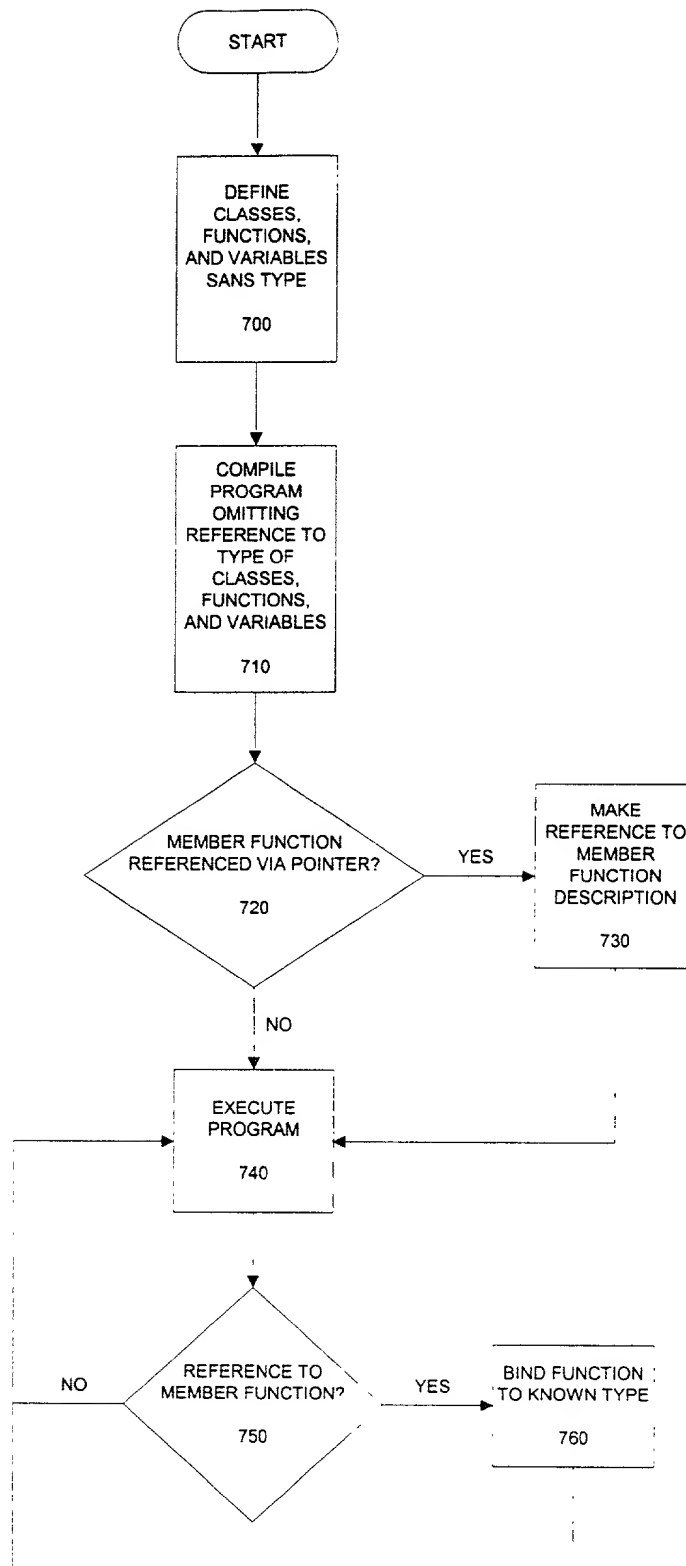 START
DEFINE
CLASSES,
FUNCTIONS,
AND VARIABLES
SANS TYPE
700
COMPILE
PROGRAM
OMITTING
REFERENCE TO
TYPE OF
CLASSES,
FUNCTIONS,
AND VARIABLES
710
MEMBER FUNCTION
REFERENCED VIA POINTER?
720
YES
MAKE
REFERENCE TO
MEMBER
FUNCTION
DESCRIPTION
730
NO
EXECUTE
PROGRAM
740
NO
REFERENCE TO
MEMBER FUNCTION?
750
YES
BIND FUNCTION
TO KNOWN TYPE
760